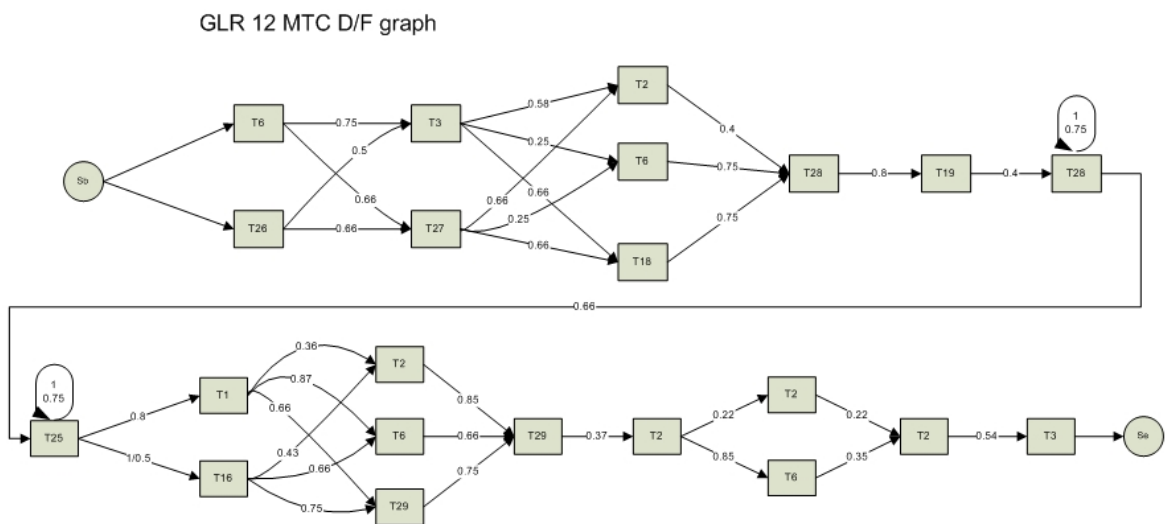 GLR 12 MTC D/F graph
T2
1
0.75
0.58
T6
0.75
T3
0.4
0.5
0.25
T6
0.75
T28
0.8
T19
0.4
T28
So
0.66
0.66
0.66
0.25
T26
0.66
T27
0.66
0.75
T18
0.66
1
0.75
0.36
T2
0.87
T1
0.8
0.66
0.85
0.22
T2
0.22
T25
T6
0.66
T29
0.37
T2
T2
0.54
T3
Se
1/0.5
0.43
0.66
0.85
0.35
T16
0.75
T6
0.75
T29